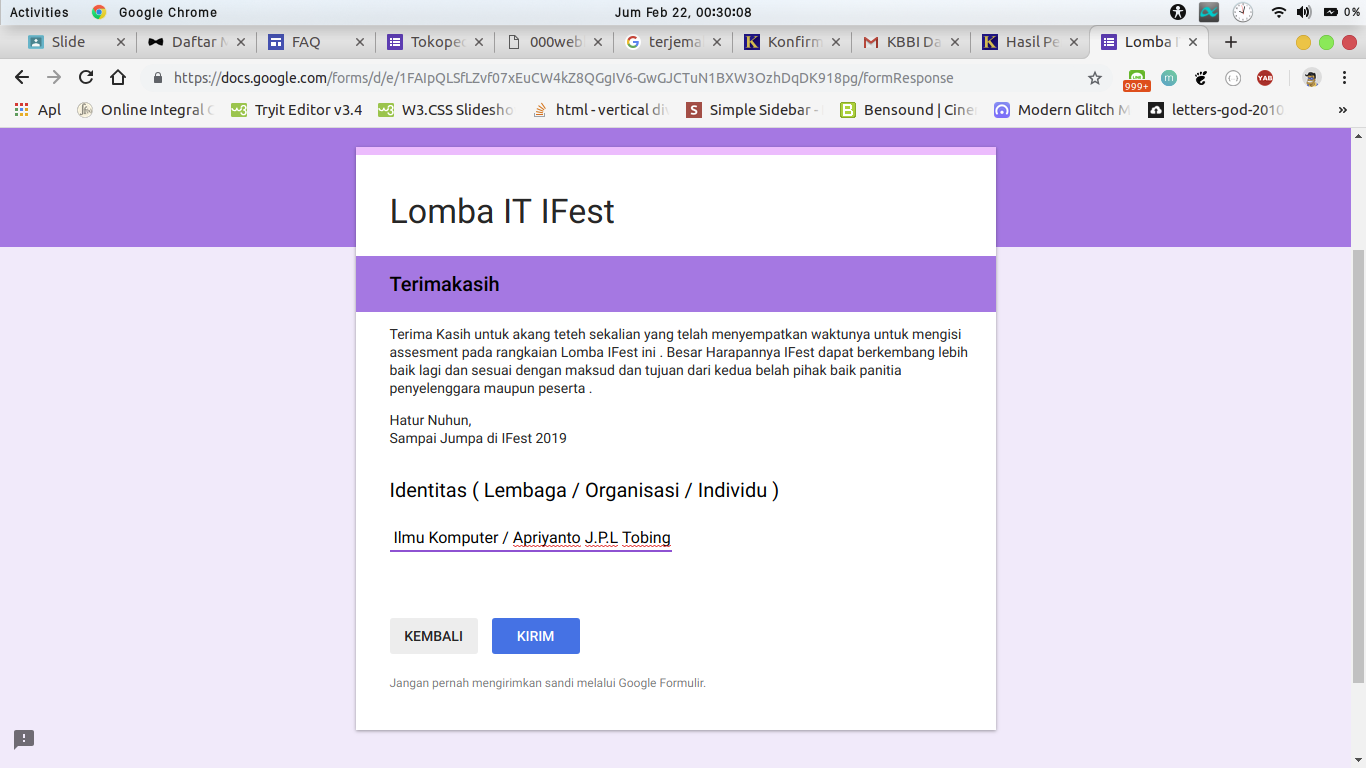 Activities Google Chrome Jum Feb 22, 00:30:08 0%
Slide Daftar FAQ Tokoped 000web terjema Konfirm KBBI Da Hasil Pe Lomba
https://docs.google.com/forms/d/e/1FAIpQLSfLZvf07xEuCW4kZ8QGgIV6-GwGJCTuN1BXW3OzhDqDK918pg/formResponse 999+ YAB
Apl Online Integral Tryit Editor v3.4 W3.CSS Slidesho html - vertical div Simple Sidebar - Bensound | Cine Modern Glitch letters-god-2010 »
Lomba IT IFest
Terimakasih
Terima Kasih untuk akang teteh sekalian yang telah menyempatkan waktunya untuk mengisi
assesment pada rangkaian Lomba IFest ini . Besar Harapannya IFest dapat berkembang lebih
baik lagi dan sesuai dengan maksud dan tujuan dari kedua belah pihak baik panitia
penyelenggara maupun peserta .
Hatur Nuhun,
Sampai Jumpa di IFest 2019
Identitas ( Lembaga / Organisasi / Individu )
Ilmu Komputer / Apriyanto J.P.L Tobing
KEMBALI KIRIM
Jangan pernah mengirimkan sandi melalui Google Formulir.